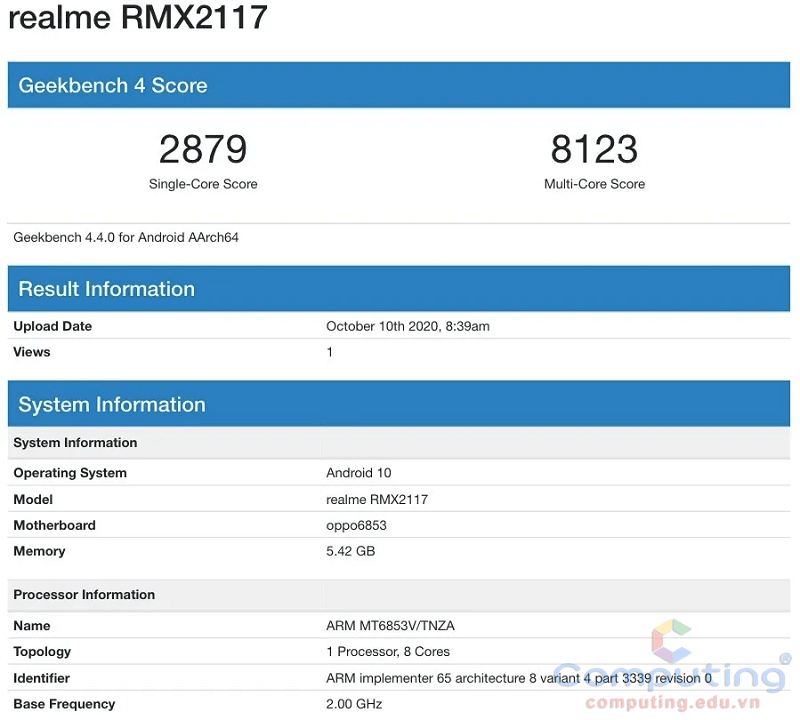 realme RMX2117
Geekbench 4 Score
2879 8123
Single-Core Score Multi-Core Score
Geekbench 4.4.0 for Android AArch64
Result Information
Upload Date October 10th 2020, 8:39am
Views 1
System Information
System Information
Operating System Android 10
Model realme RMX2117
Motherboard oppo6853
Memory 5.42 GB
Processor Information
Name ARM MT6853V/TNZA
Topology 1 Processor, 8 Cores
Identifier ARM implementer 65 architecture 8 variant 4 part 3339 revision 0
Computing®
Base Frequency 2.00 GHz
computing.edu.vn